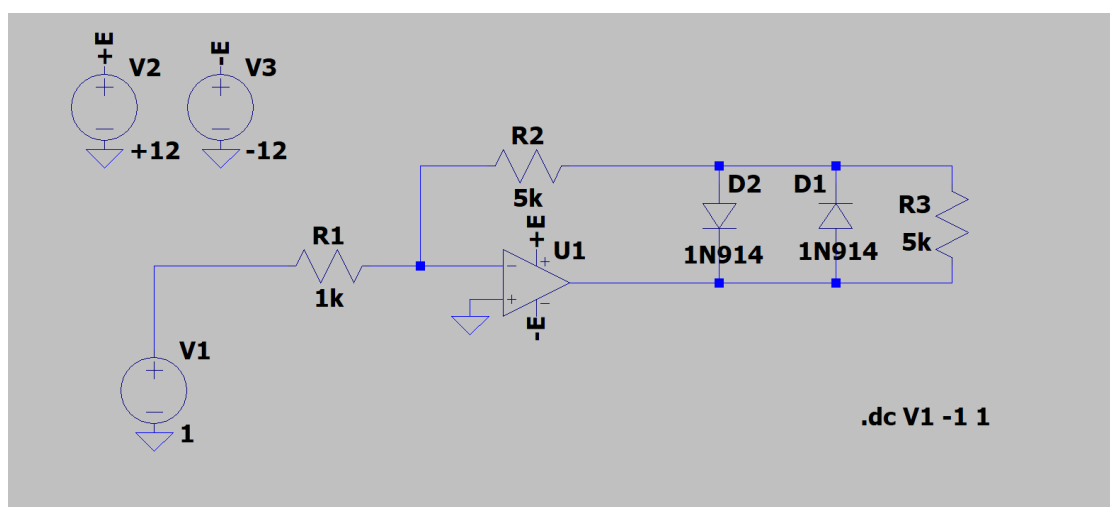 +E
V2
+12
-E
V3
-12
R2
5k
D2
1N914
D1
1N914
R3
5k
R1
1k
+E
U1
-E
V1
1
.dc V1 -1 1